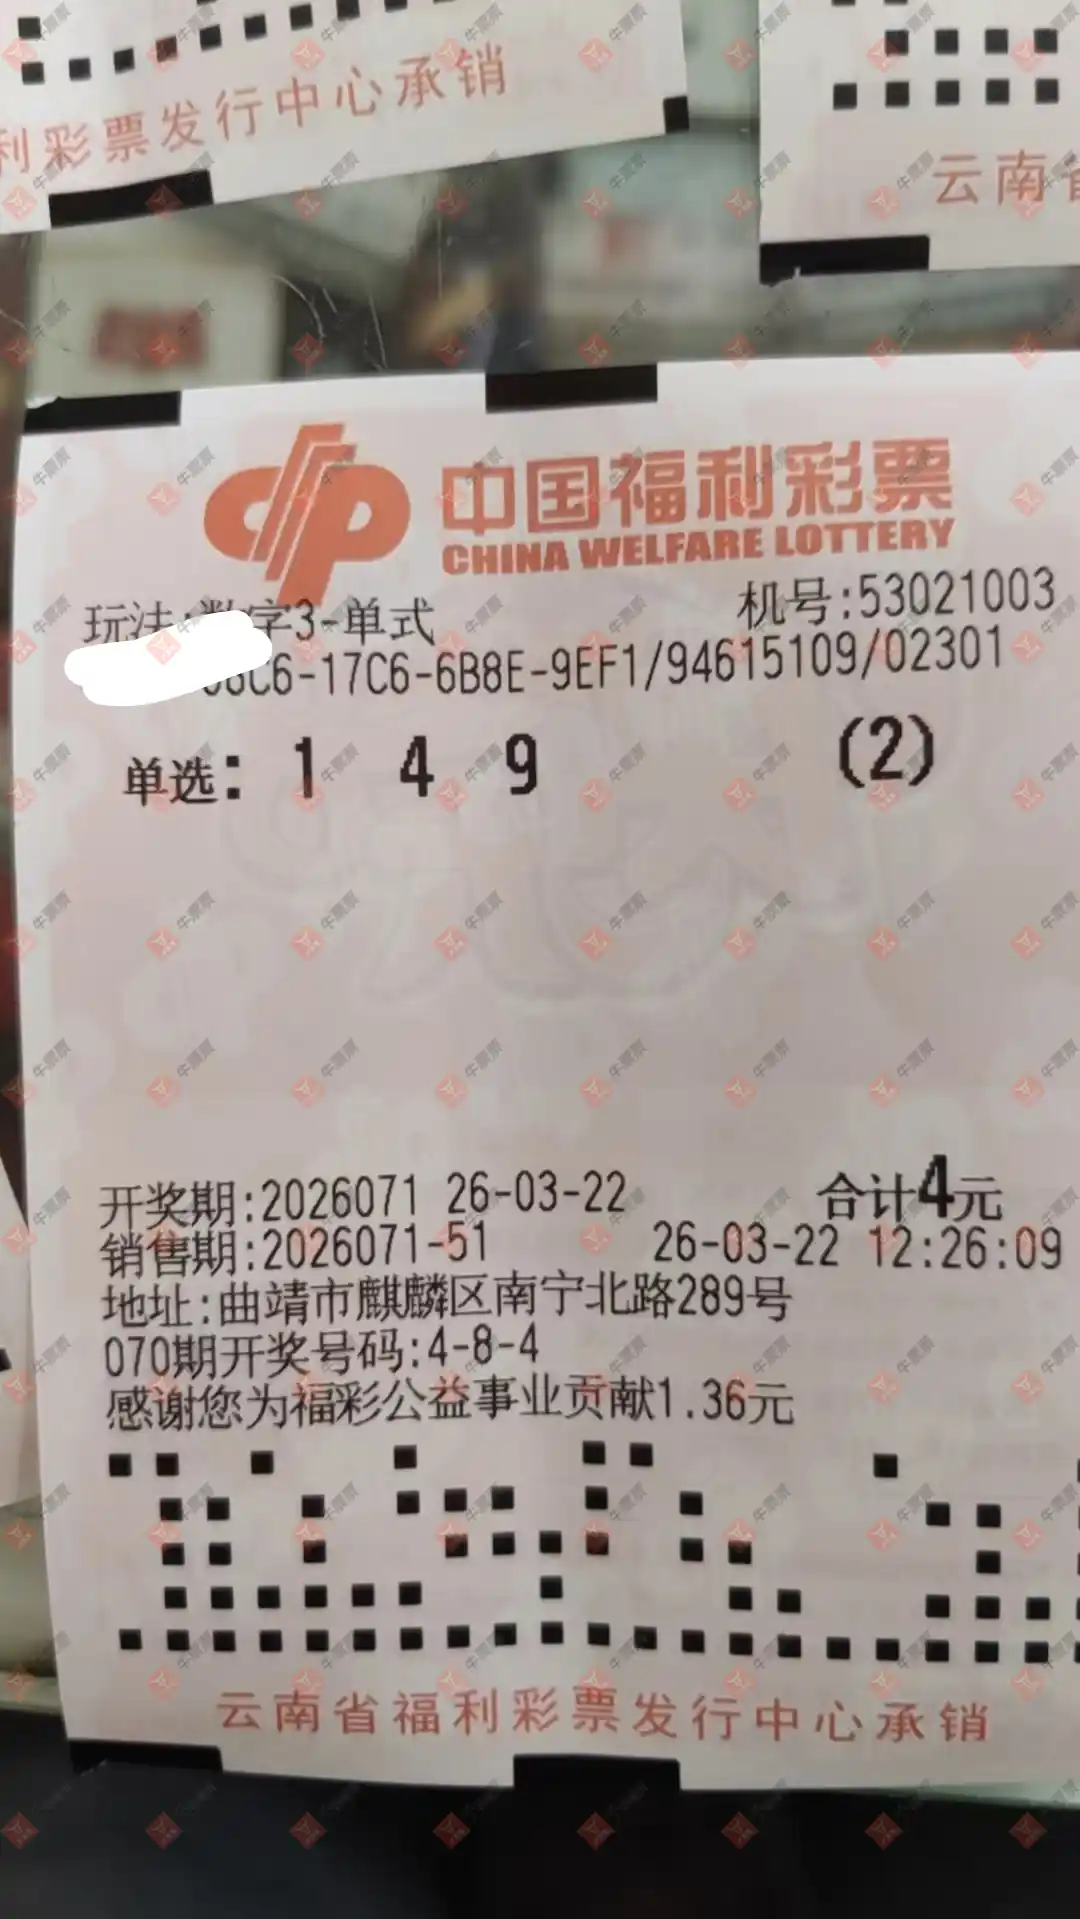 利彩票发行中心承销
云南省
中国福利彩票
CHINA WELFARE LOTTERY
玩法:数字3-单式
机号:53021003
C6-17C6-6B8E-9EF1/94615109/02301
单选: 1 4 9 (2)
开奖期:2026071 26-03-22 合计4元
销售期:2026071-51 26-03-22 12:26:09
地址:曲靖市麒麟区南宁北路289号
070期开奖号码:4-8-4
感谢您为福彩公益事业贡献1.36元
云南省福利彩票发行中心承销